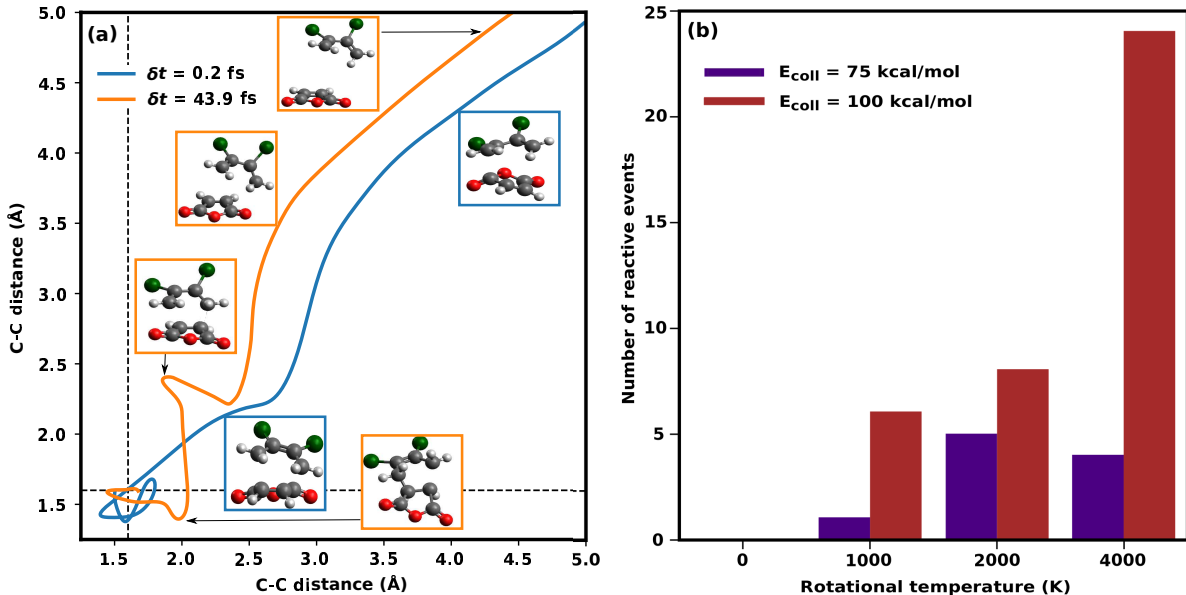 (a)
δt = 0.2 fs
δt = 43.9 fs
5.0
4.5
4.0
3.5
3.0
2.5
2.0
1.5
C-C distance (Å)
1.5 2.0 2.5 3.0 3.5 4.0 4.5 5.0
C-C distance (Å)
(b)
E_coll = 75 kcal/mol
E_coll = 100 kcal/mol
25
20
15
10
5
0
Number of reactive events
0 1000 2000 4000
Rotational temperature (K)